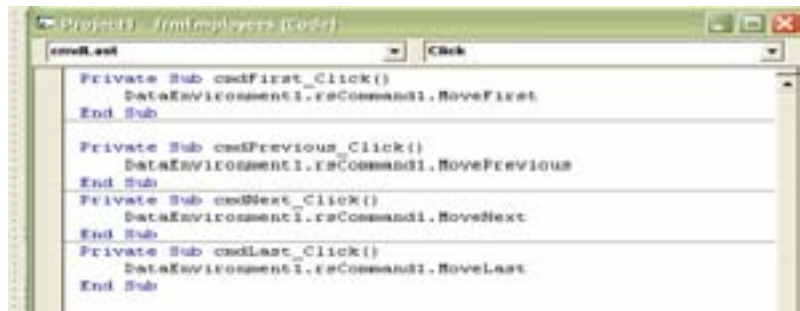 Project1 - frmEmployees (Code)
cmdLast Click
Private Sub cmdFirst_Click()
DataEnvironment1.rsCommand1.MoveFirst
End Sub
Private Sub cmdPrevious_Click()
DataEnvironment1.rsCommand1.MovePrevious
End Sub
Private Sub cmdNext_Click()
DataEnvironment1.rsCommand1.MoveNext
End Sub
Private Sub cmdLast_Click()
DataEnvironment1.rsCommand1.MoveLast
End Sub